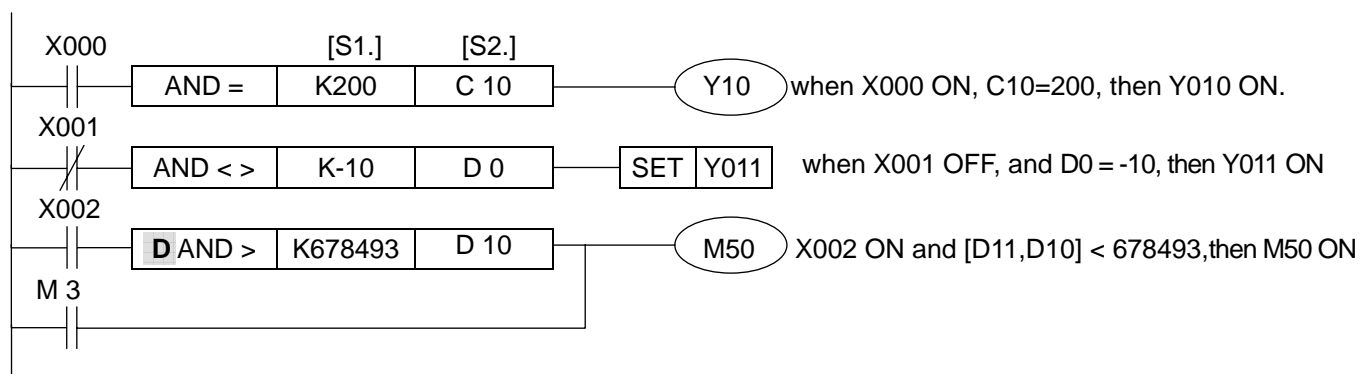 X000 [S1.] [S2.]
AND = K200 C 10 Y10 when X000 ON, C10=200, then Y010 ON.
X001
AND < > K-10 D 0 SET Y011 when X001 OFF, and D0 = -10, then Y011 ON
X002
D AND > K678493 D 10 M50 X002 ON and [D11,D10] < 678493,then M50 ON
M 3